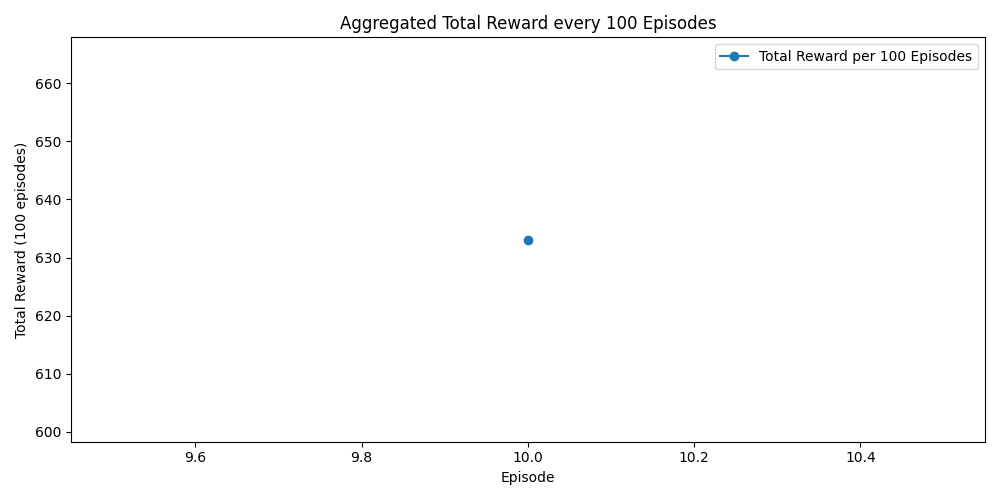 Aggregated Total Reward every 100 Episodes
Total Reward per 100 Episodes
Total Reward (100 episodes)
660
650
640
630
620
610
600
9.6 9.8 10.0 10.2 10.4
Episode